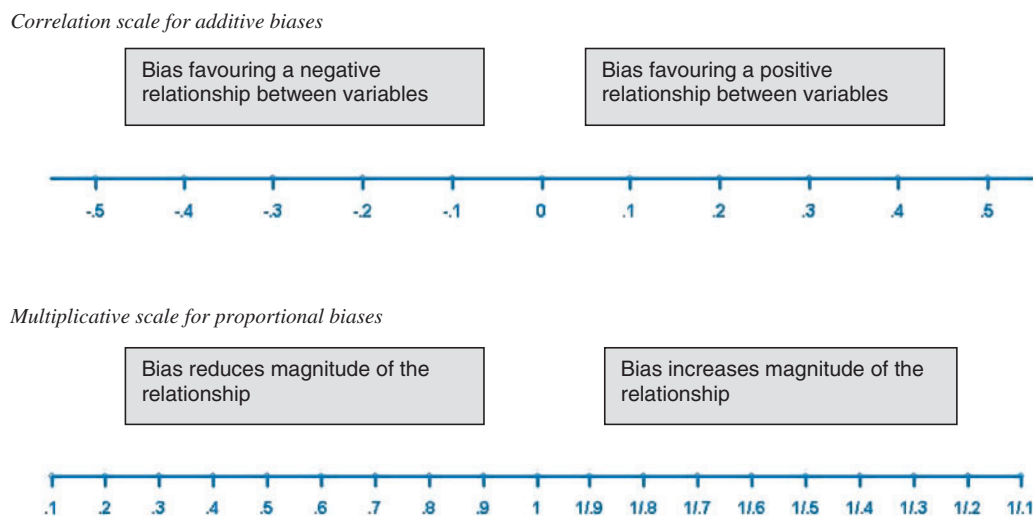 Correlation scale for additive biases
Bias favouring a negative
relationship between variables
Bias favouring a positive
relationship between variables
-.5 -.4 -.3 -.2 -.1 0 .1 .2 .3 .4 .5
Multiplicative scale for proportional biases
Bias reduces magnitude of the
relationship
Bias increases magnitude of the
relationship
.1 .2 .3 .4 .5 .6 .7 .8 .9 1 1/.9 1/.8 1/.7 1/.6 1/.5 1/.4 1/.3 1/.2 1/.1